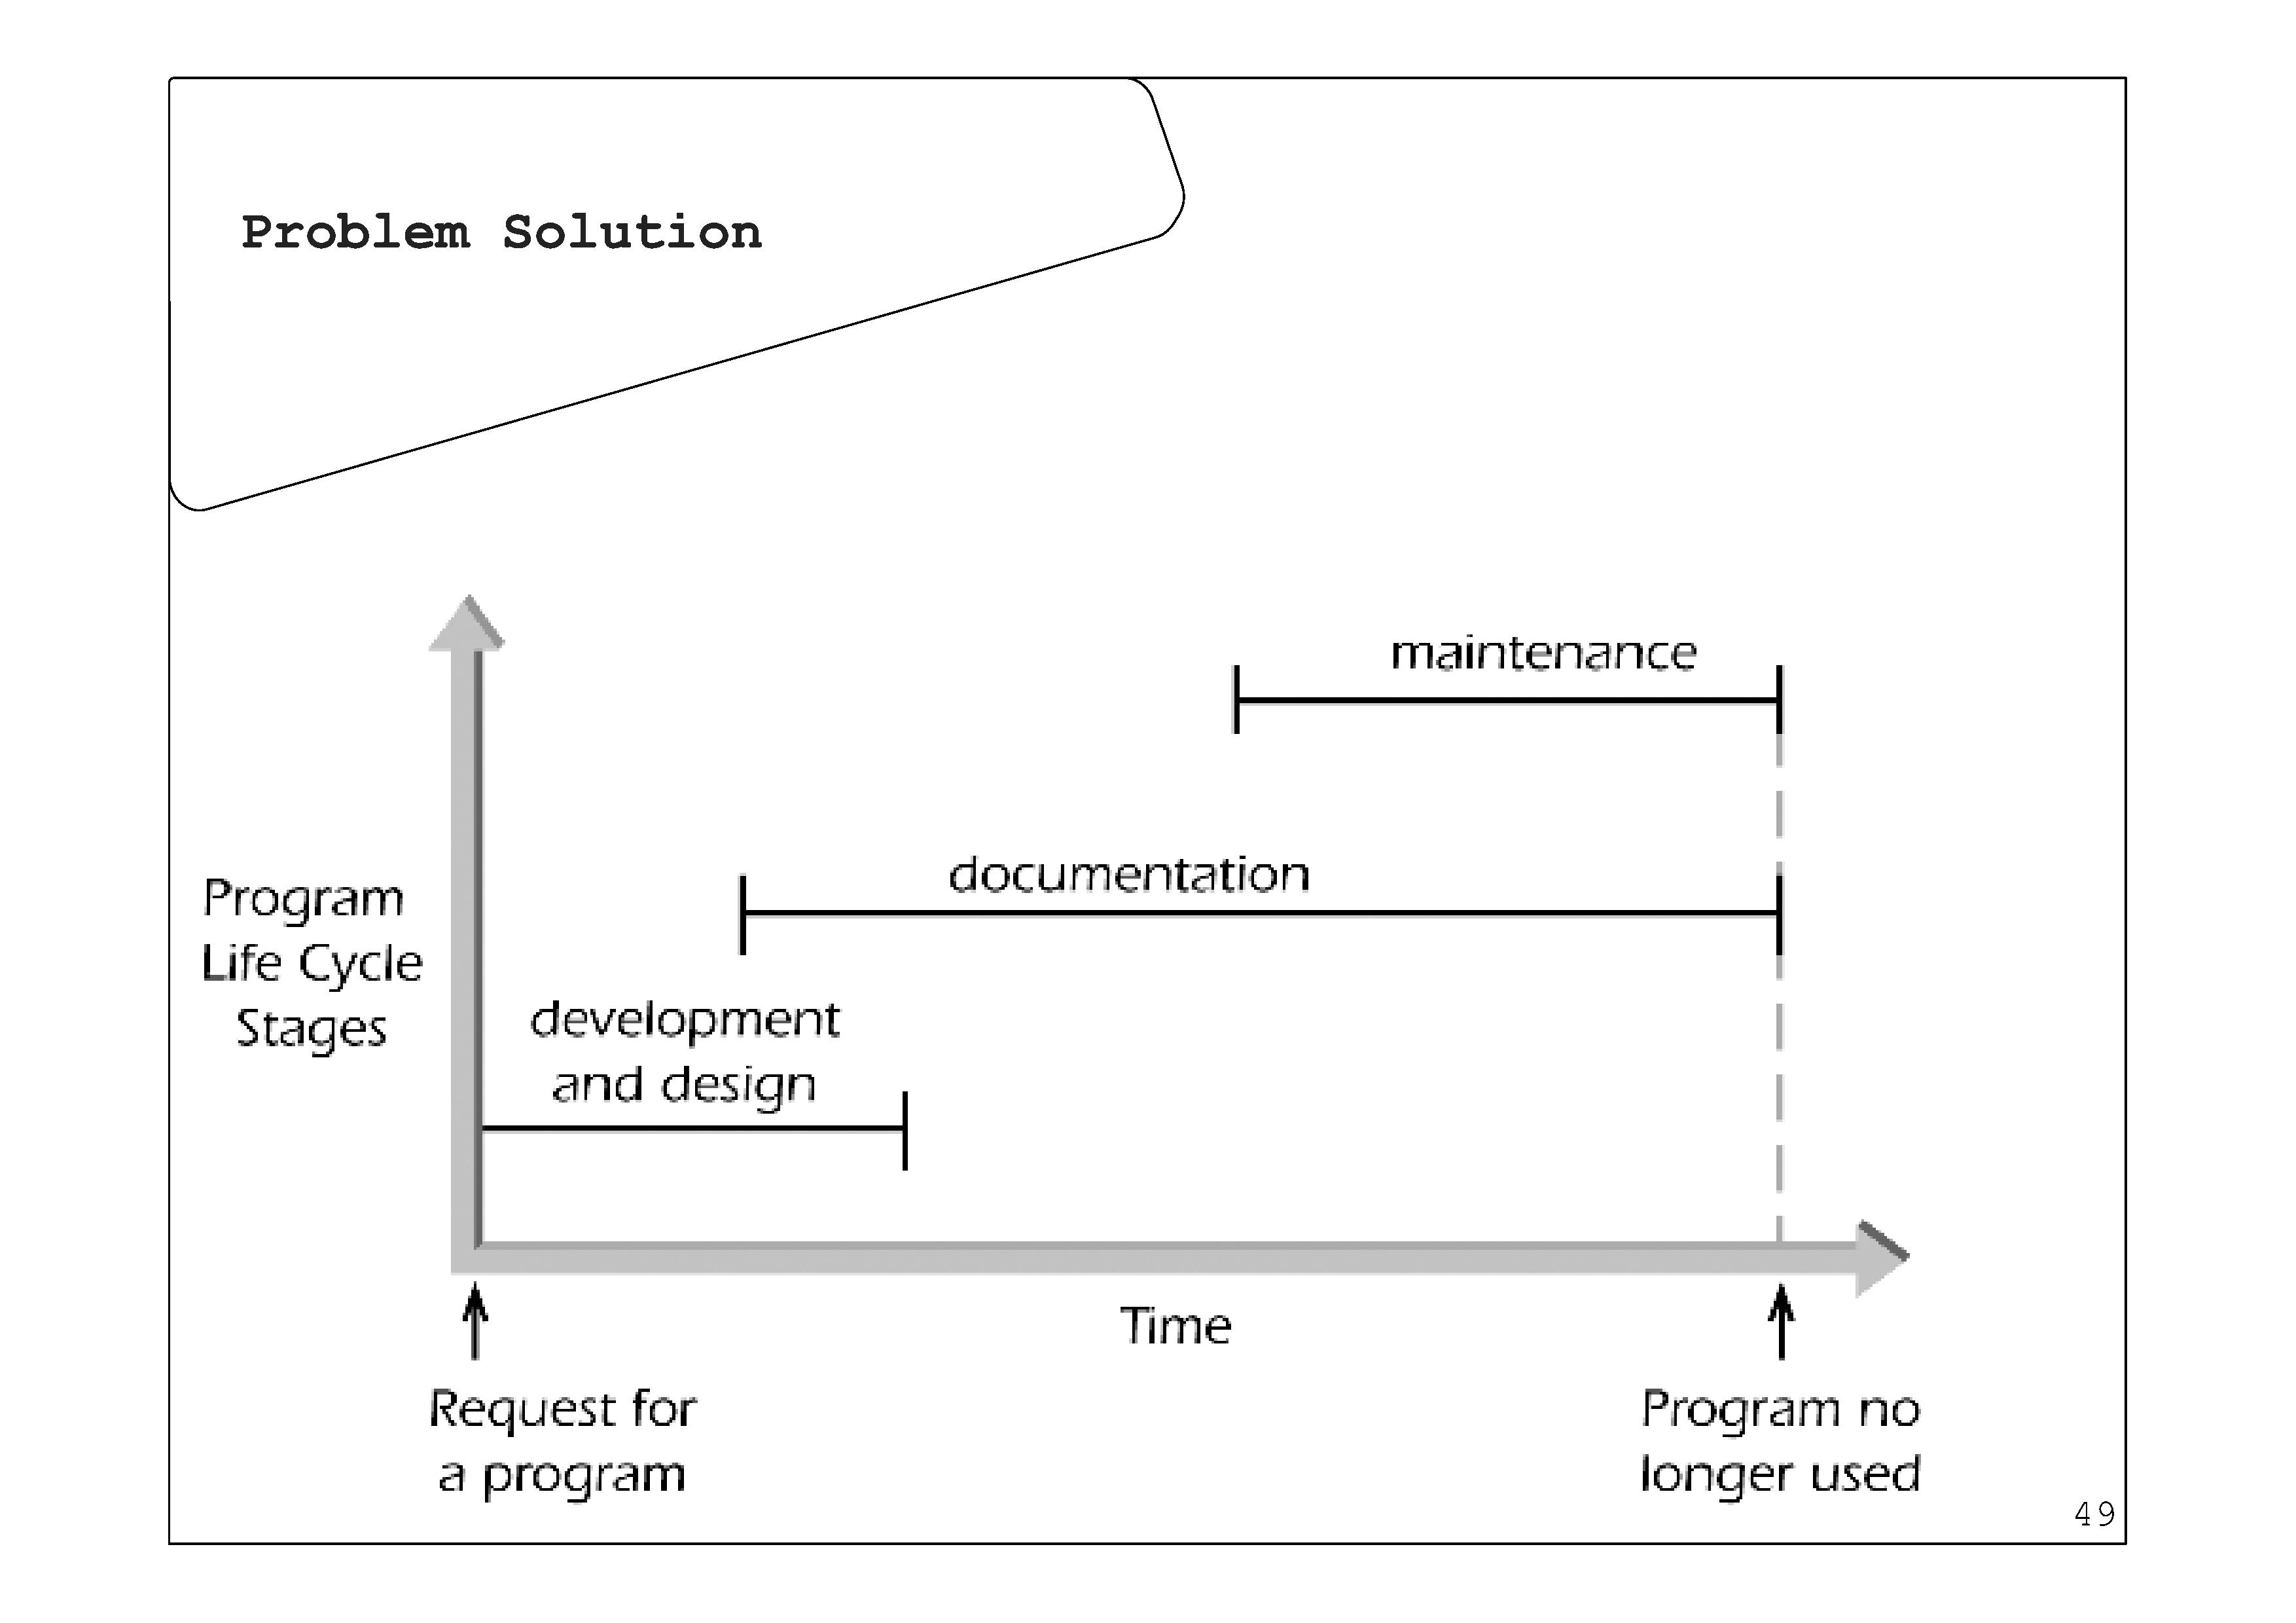 Problem Solution
maintenance
documentation
Program
Life Cycle
Stages
development
and design
Time
Request for
a program
Program no
longer used
49